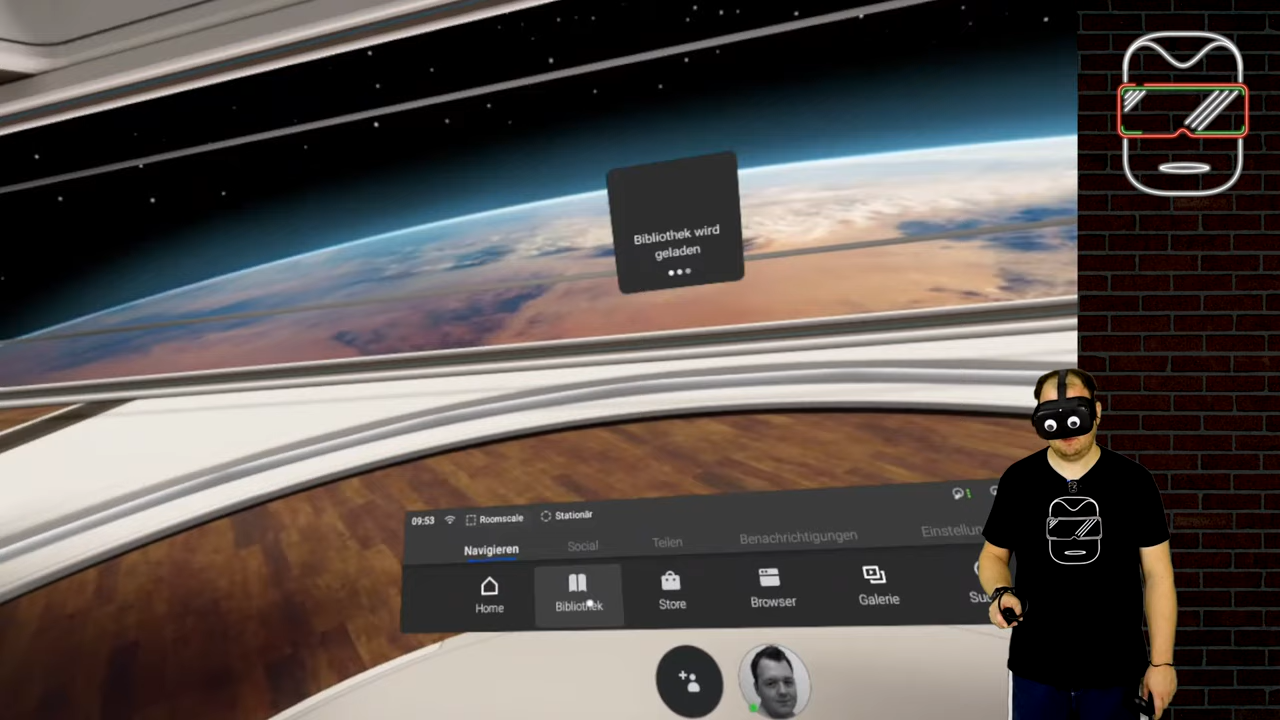 Bibliothek wird
geladen
09:53
Roomscale
Stationär
Navigieren
Social
Teilen
Benachrichtigungen
Home
Bibliothek
Store
Browser
Galerie